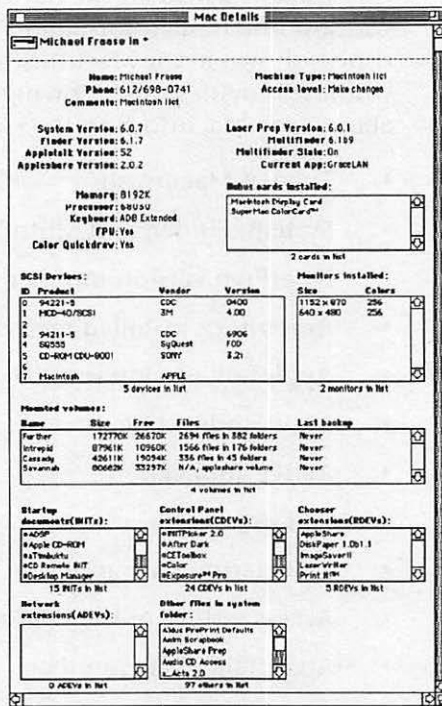 Mac Details
Michael Fraase in *
Name: Michael Fraase
Phone: 612/698-0741
Comments: Macintosh IIci
Machine Type: Macintosh IIci
Access level: Make changes
System Version: 6.0.7
Finder Version: 6.1.7
Appletalk Version: 52
Appleshare Version: 2.0.2
Laser Prep Version: 6.0.1
Multifinder 6.1b9
Multifinder State: On
Current App: GraceLAN
Memory: 8192K
Processor: 68030
Keyboard: ADB Extended
FPU: Yes
Color Quickdraw: Yes
Nubus cards installed:
Macintosh Display Card
SuperMac ColorCard™
2 cards in list
SCSI Devices:
ID Product Vendor Version
0 94221-5 CDC 0400
1 MCD-40/SCSI 3M 4.00
2
3 94211-5 CDC 6404
4 SQ555 SyQuest FOD
5 CD-ROM CDU-8001 SONY 3.2i
6
7 Macintosh APPLE
5 devices in list
Monitors installed:
Size Colors
1152 x 870 256
640 x 480 256
2 monitors in list
Mounted volumes:
Name Size Free Files Last backup
Further 172770K 26670K 2694 files in 382 folders Never
Intrepid 87961K 10960K 1566 files in 176 folders Never
Cassady 42611K 19094K 336 files in 43 folders Never
Savannah 80682K 33297K N/A, appleshare volume Never
4 volumes in list
Startup
documents(INITs):
ADSP
Apple CD-ROM
aTimbuktu
CD Remote INIT
Desktop Manager
15 INITs in list
Control Panel
extensions(CDEVs):
INITPicker 2.0
After Dark
CEToolbox
Color
Exposure™ Pro
24 CDEVs in list
Chooser
extensions(RDEVs):
AppleShare
DiskPaper 1.0b1.1
ImageSaverII
LaserWriter
5 RDEVs in list
Network
extensions(ADEVs):
0 ADEVs in list
Other files in system
folder:
Aldus PrePrint Defaults
Amim Scrapbook
AppleShare Prep
Audio CD Access
97 others in list